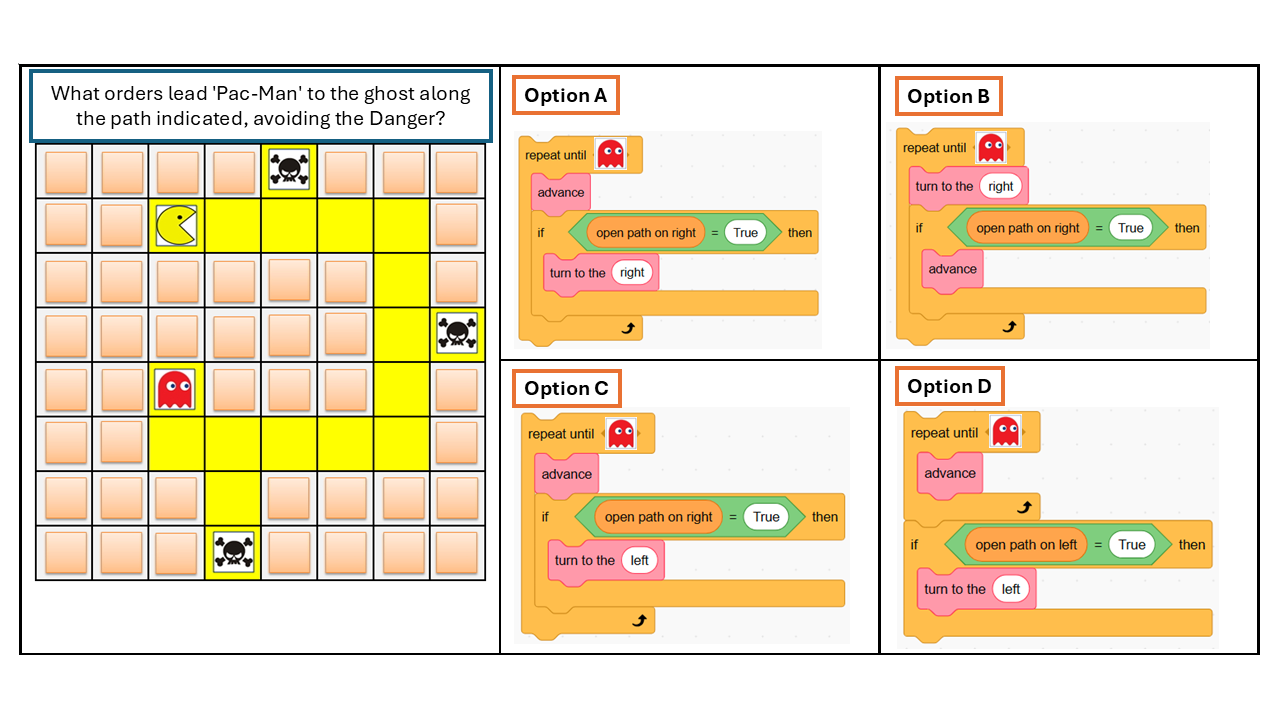 What orders lead 'Pac-Man' to the ghost along
the path indicated, avoiding the Danger?
Option A
repeat until
advance
if open path on right = True then
turn to the right
Option B
repeat until
turn to the right
if open path on right = True then
advance
Option C
repeat until
advance
if open path on right = True then
turn to the left
Option D
repeat until
advance
if open path on left = True then
turn to the left